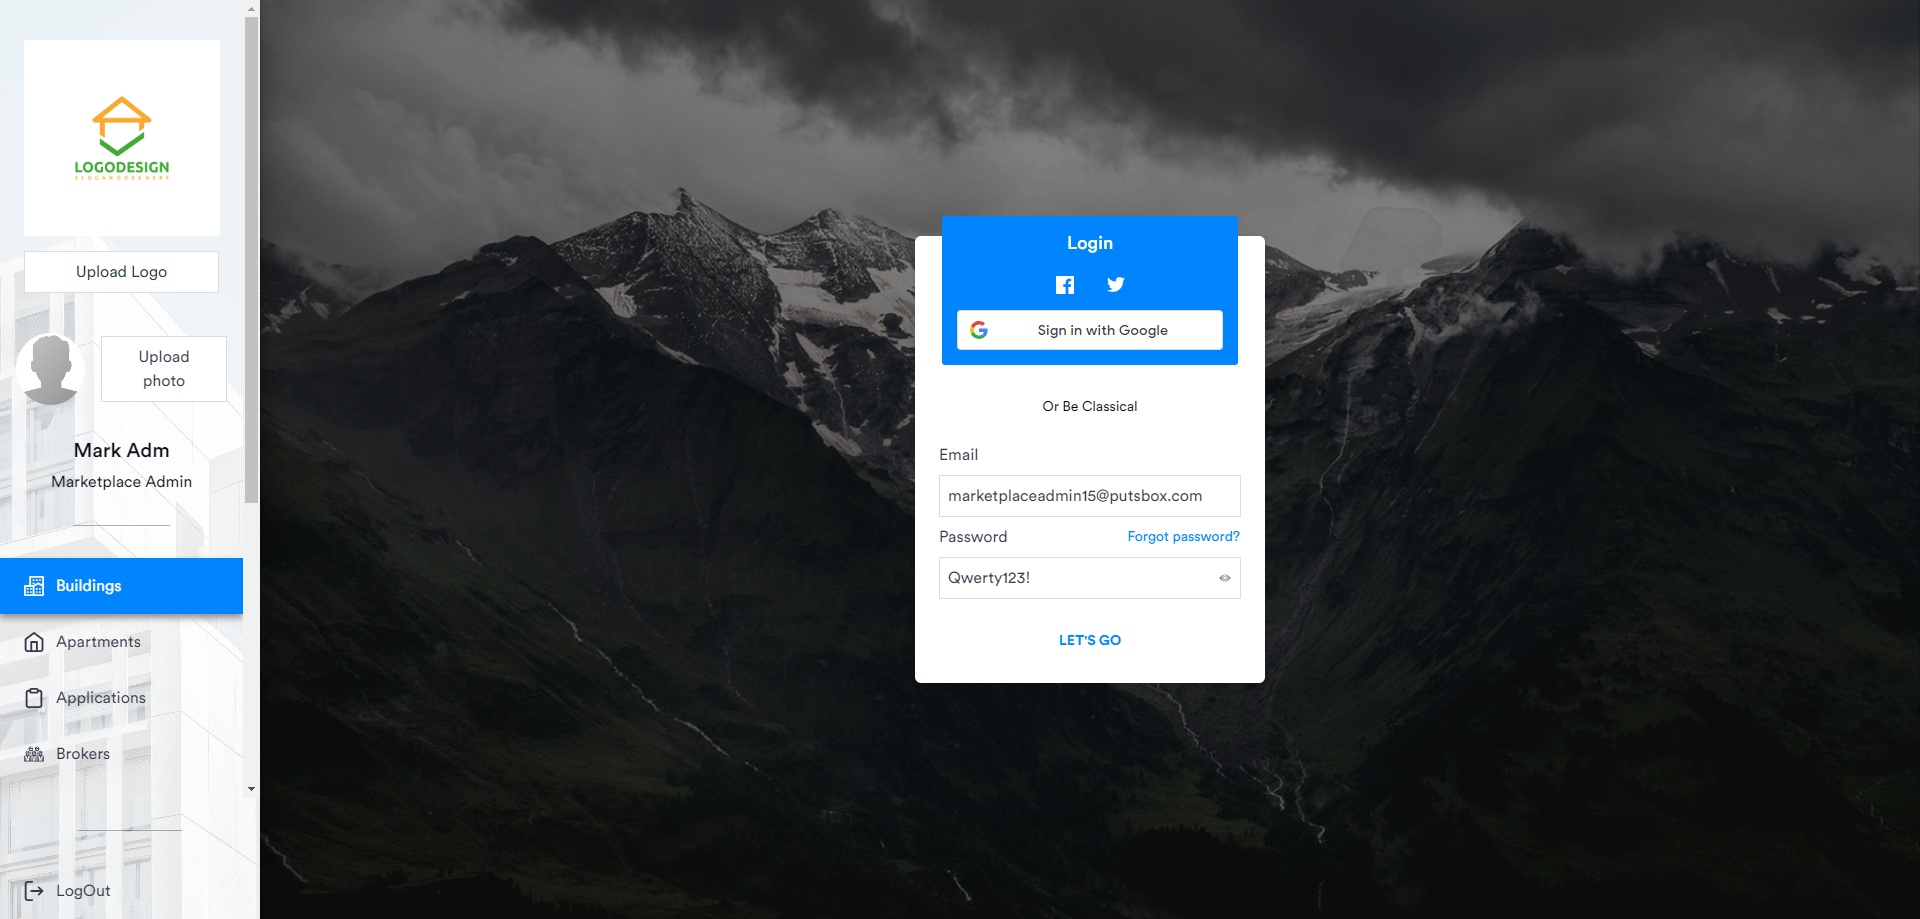 LOGODESIGN
SLOGANGOESHERE
Upload Logo
Upload
photo
Mark Adm
Marketplace Admin
Buildings
Apartments
Applications
Brokers
LogOut
Login
Sign in with Google
Or Be Classical
Email
marketplaceadmin15@putsbox.com
Password
Forgot password?
Qwerty123!
LET'S GO